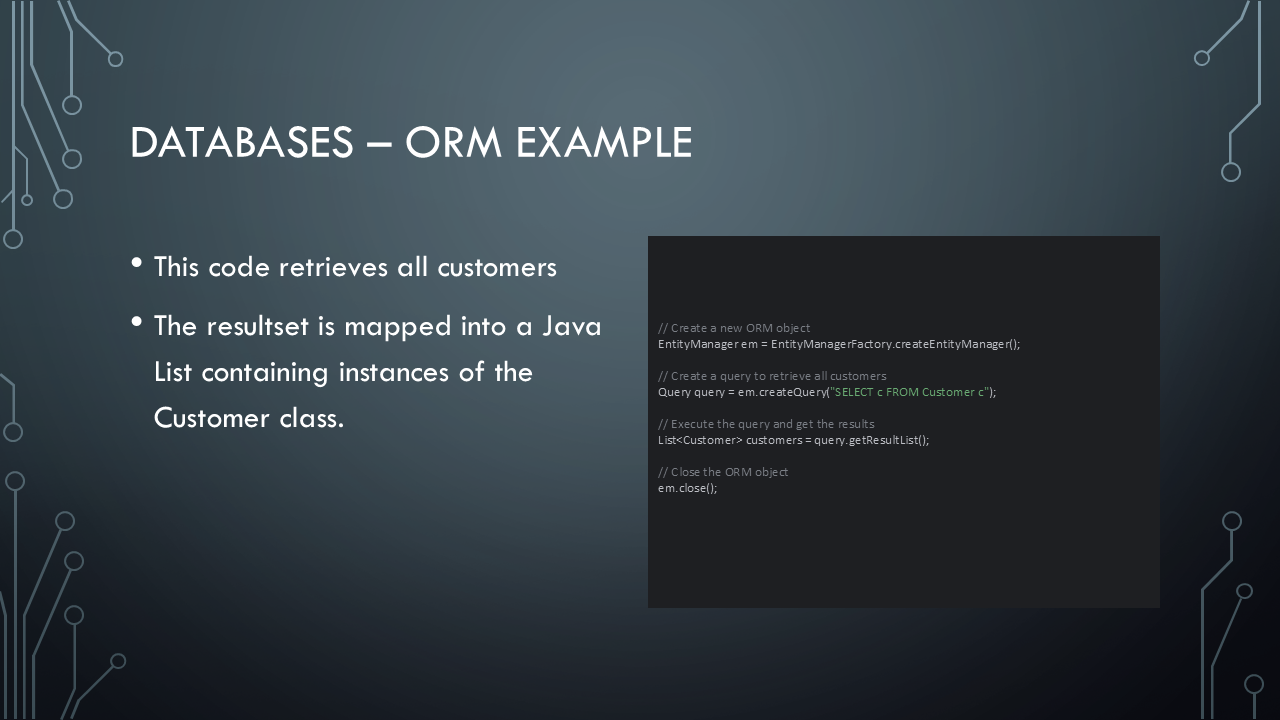 DATABASES – ORM EXAMPLE
• This code retrieves all customers
• The resultset is mapped into a Java
List containing instances of the
Customer class.
// Create a new ORM object
EntityManager em = EntityManagerFactory.createEntityManager();
// Create a query to retrieve all customers
Query query = em.createQuery("SELECT c FROM Customer c");
// Execute the query and get the results
List<Customer> customers = query.getResultList();
// Close the ORM object
em.close();